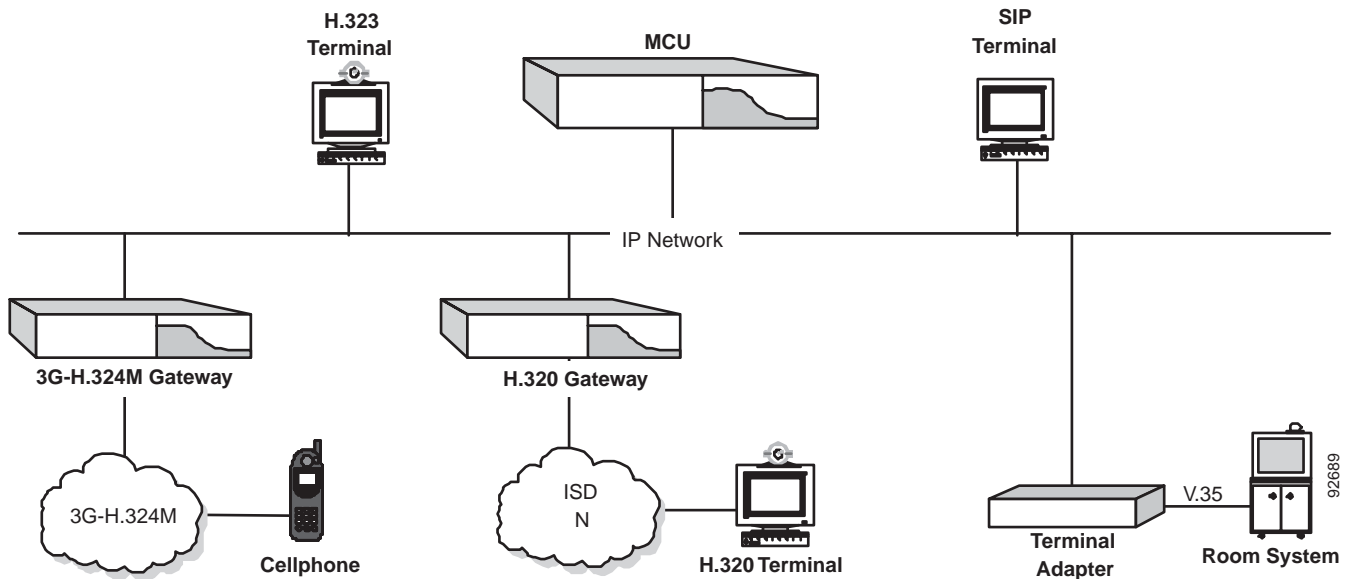 H.323
Terminal
MCU
SIP
Terminal
IP Network
3G-H.324M Gateway
H.320 Gateway
3G-H.324M
Cellphone
ISD
N
H.320 Terminal
V.35
Terminal
Adapter
Room System
92689